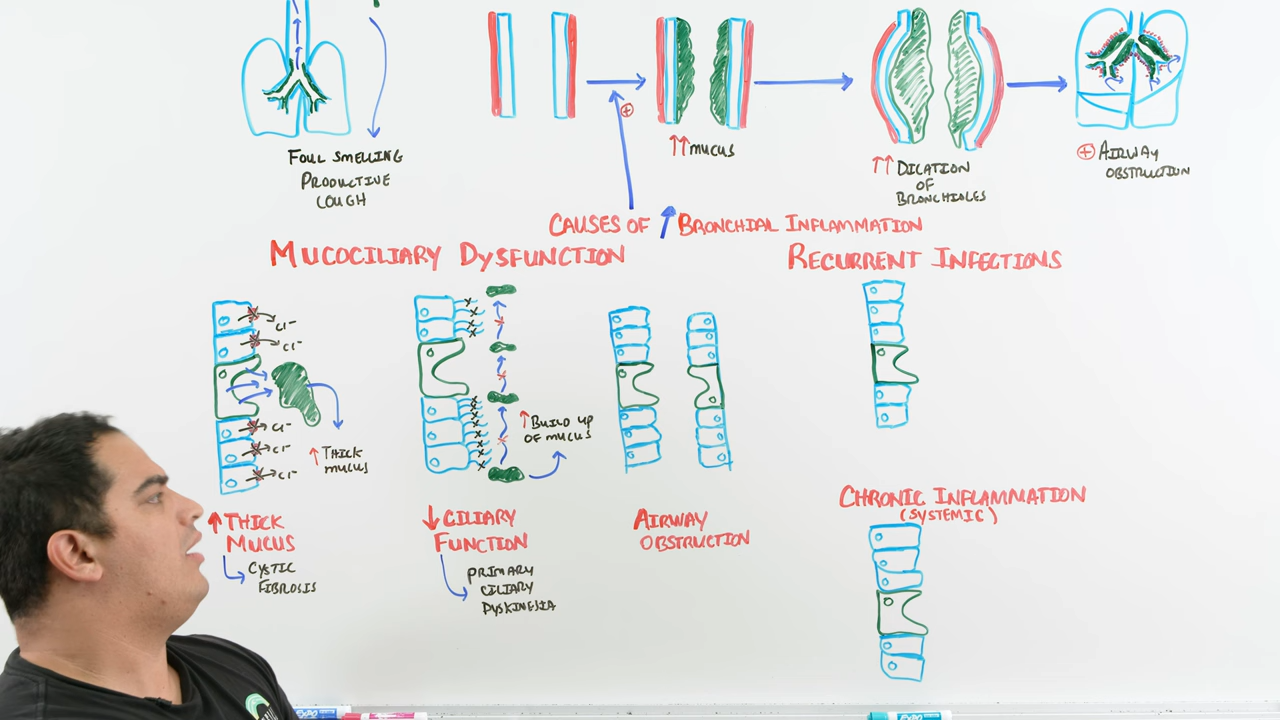 FOUL SMELLING
PRODUCTIVE
COUGH
↑↑ MUCUS
↑↑ DILATION
OF
BRONCHIOLES
⊕ AIRWAY
OBSTRUCTION
⊕
CAUSES OF ↑ BRONCHIAL INFLAMMATION
MUCOCILIARY DYSFUNCTION
RECURRENT INFECTIONS
Cl⁻
Cl⁻
Cl⁻
Cl⁻
Cl⁻
↑ THICK
MUCUS
↑ BUILD UP
OF MUCUS
↑ THICK
MUCUS
CYSTIC
FIBROSIS
↓ CILIARY
FUNCTION
PRIMARY
CILIARY
DYSKINESIA
AIRWAY
OBSTRUCTION
CHRONIC INFLAMMATION
(SYSTEMIC)